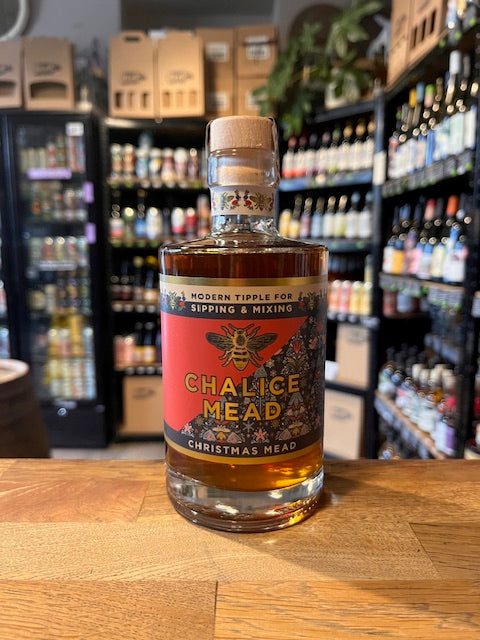 MODERN TIPPLE FOR
SIPPING & MIXING
CHALICE
MEAD
CHRISTMAS MEAD